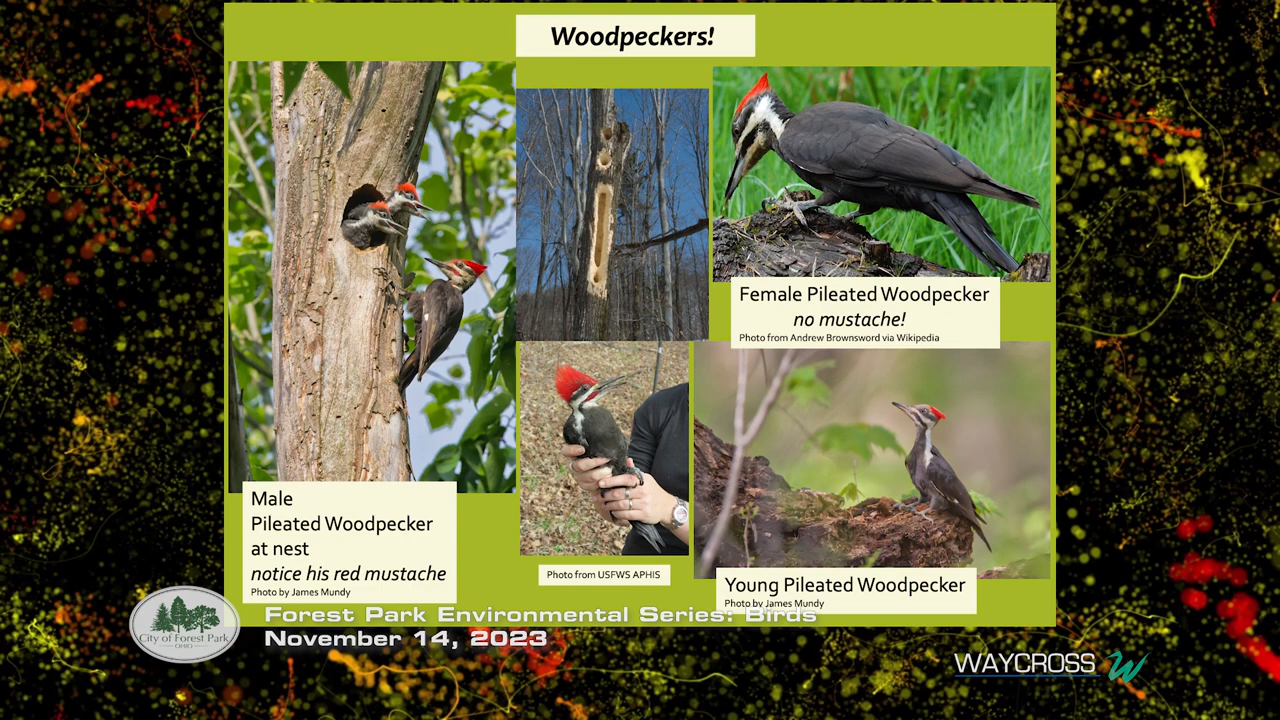 Woodpeckers!
Female Pileated Woodpecker
no mustache!
Photo from Andrew Brownsword via Wikipedia
Male
Pileated Woodpecker
at nest
notice his red mustache
Photo by James Mundy
Photo from USFWS APHIS
Young Pileated Woodpecker
Photo by James Mundy
City of Forest Park
OHIO
Forest Park Environmental Series: Birds
November 14, 2023
WAYCROSS W